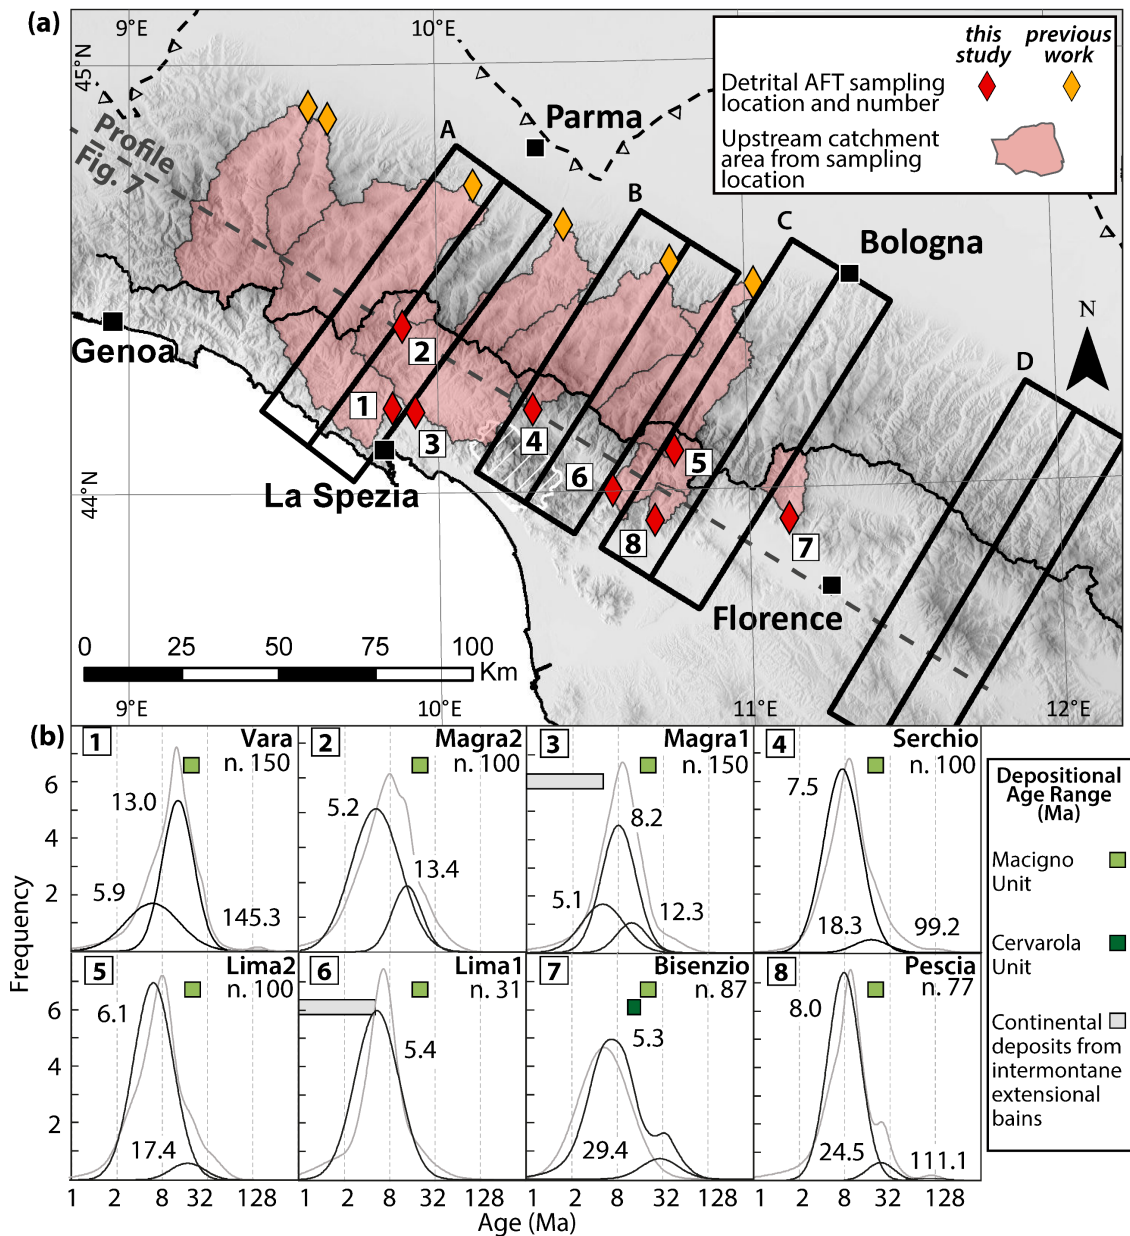 (a)
9°E
10°E
45°N
this study
previous work
Detrital AFT sampling
location and number
Upstream catchment
area from sampling
location
Profile
Fig. 7
A
Parma
B
C
Bologna
N
Genoa
D
2
1
3
4
5
6
La Spezia
44°N
8
7
Florence
0 25 50 75 100
Km
9°E
10°E
11°E
12°E
(b)
Frequency
6
4
2
6
4
2
1
Vara
n. 150
13.0
5.9
145.3
2
Magra2
n. 100
5.2
13.4
3
Magra1
n. 150
8.2
5.1
12.3
4
Serchio
n. 100
7.5
18.3
99.2
5
Lima2
n. 100
6.1
17.4
6
Lima1
n. 31
5.4
7
Bisenzio
n. 87
5.3
29.4
8
Pescia
n. 77
8.0
24.5
111.1
1 2 8 32 128
1 2 8 32 128
1 2 8 32 128
1 2 8 32 128
Age (Ma)
Depositional
Age Range
(Ma)
Macigno
Unit
Cervarola
Unit
Continental
deposits from
intermontane
extensional
bains